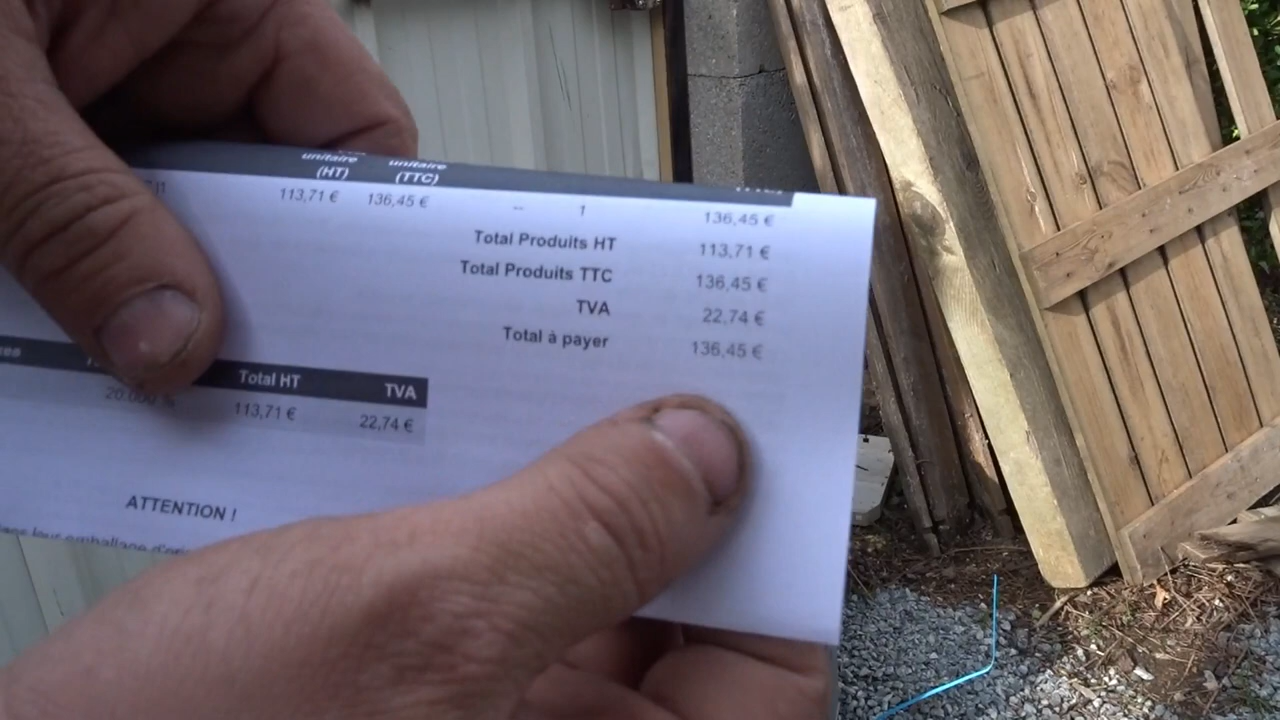 unitaire (HT) unitaire (TTC)
113,71 € 136,45 € -- 1 136,45 €
Total Produits HT 113,71 €
Total Produits TTC 136,45 €
TVA 22,74 €
Total à payer 136,45 €
Total HT TVA
20.000 % 113,71 € 22,74 €
ATTENTION !
leur emballage